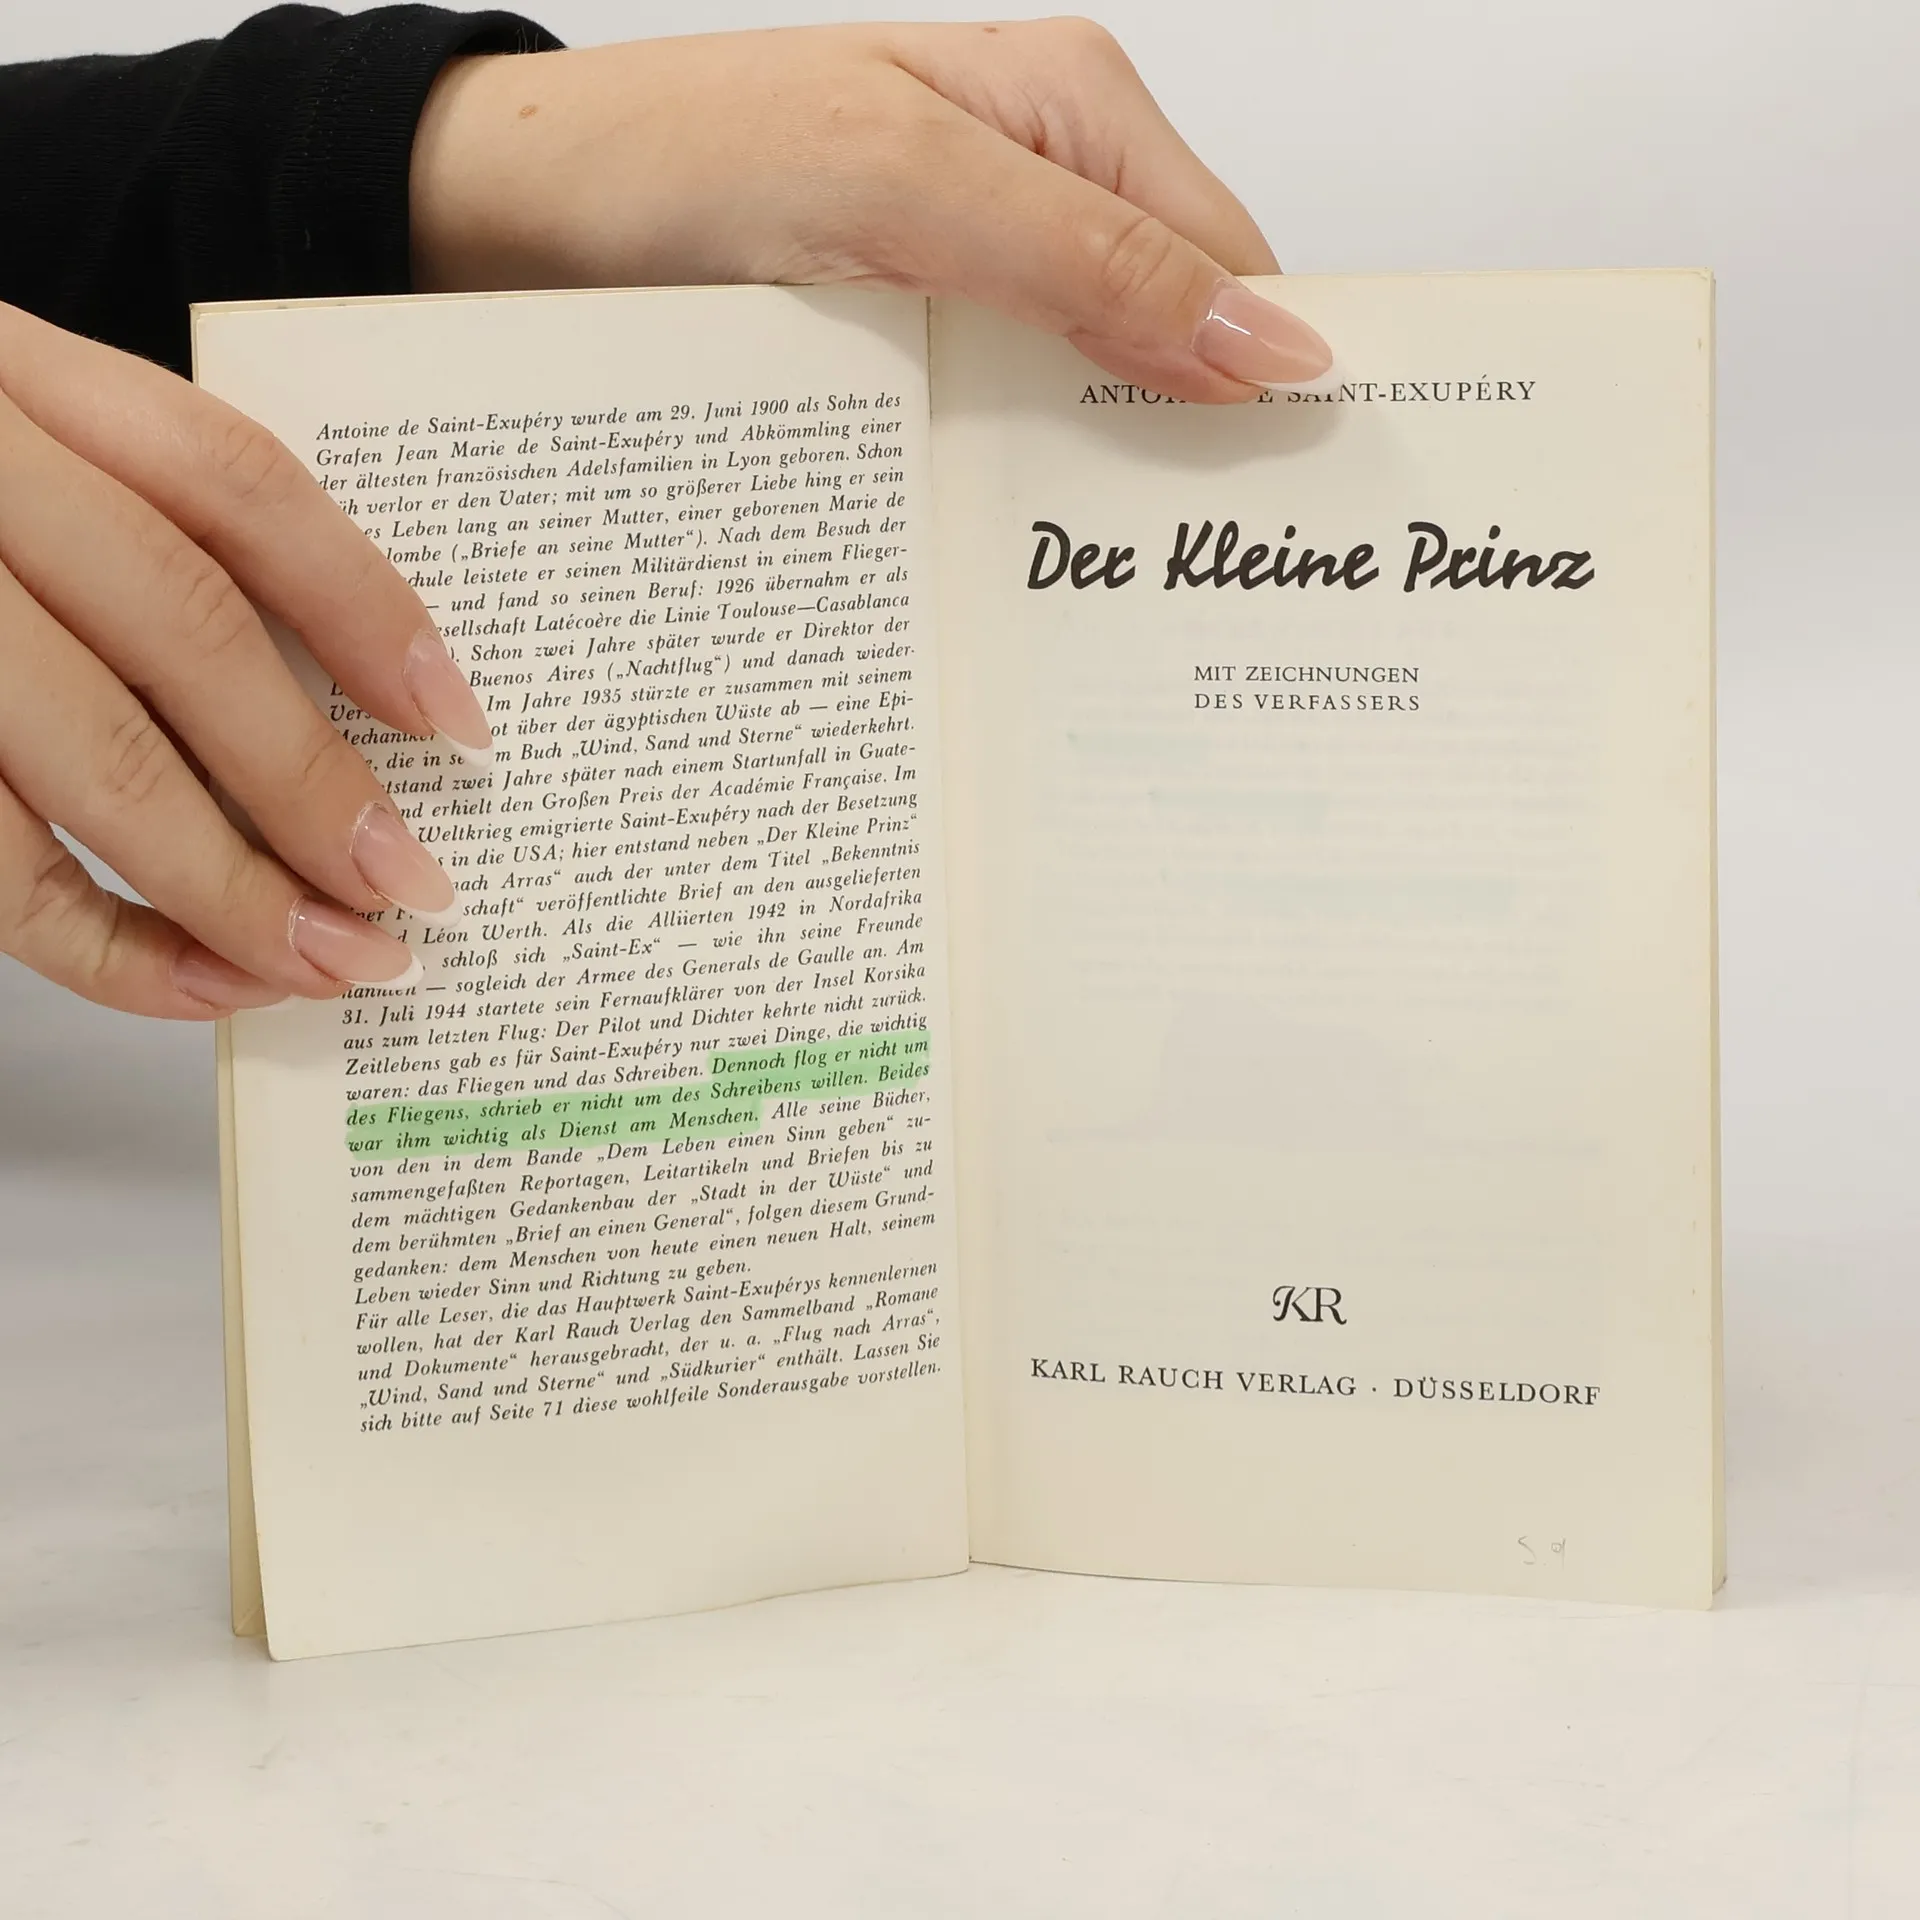 Antoine de Saint-Exupéry wurde am 29. Juni 1900 als Sohn des
Grafen Jean Marie de Saint-Exupéry und Abkömmling einer
der ältesten französischen Adelsfamilien in Lyon geboren. Schon
verlor er den Vater; mit um so größerer Liebe hing er sein
Leben lang an seiner Mutter, einer geborenen Marie de
(„Briefe an seine Mutter“). Nach dem Besuch der
leistete er seinen Militärdienst in einem Flieger-
— und fand so seinen Beruf: 1926 übernahm er als
Latécoère die Linie Toulouse—Casablanca
). Schon zwei Jahre später wurde er Direktor der
Buenos Aires („Nachtflug“) und danach wieder-
Im Jahre 1935 stürzte er zusammen mit seinem
über der ägyptischen Wüste ab — eine Epi-
die in Buch „Wind, Sand und Sterne“ wiederkehrt.
zwei Jahre später nach einem Startunfall in Guate-
erhielt den Großen Preis der Académie Française. Im
Weltkrieg emigrierte Saint-Exupéry nach der Besetzung
in die USA; hier entstand neben „Der Kleine Prinz“
Arras“ auch der unter dem Titel „Bekenntnis
schaft“ veröffentlichte Brief an den ausgelieferten
Léon Werth. Als die Alliierten 1942 in Nordafrika
schloß sich „Saint-Ex“ — wie ihn seine Freunde
nannten — sogleich der Armee des Generals de Gaulle an. Am
31. Juli 1944 startete sein Fernaufklärer von der Insel Korsika
aus zum letzten Flug: Der Pilot und Dichter kehrte nicht zurück.
Zeitlebens gab es für Saint-Exupéry nur zwei Dinge, die wichtig
waren: das Fliegen und das Schreiben. Dennoch flog er nicht um
des Fliegens, schrieb er nicht um des Schreibens willen. Beides
war ihm wichtig als Dienst am Menschen. Alle seine Bücher,
von den in dem Bande „Dem Leben einen Sinn geben“ zu-
sammengefaßten Reportagen, Leitartikeln und Briefen bis zu
dem mächtigen Gedankenbau der „Stadt in der Wüste“ und
dem berühmten „Brief an einen General“, folgen diesem Grund-
gedanken: dem Menschen von heute einen neuen Halt, seinem
Leben wieder Sinn und Richtung zu geben.
Für alle Leser, die das Hauptwerk Saint-Exupérys kennenlernen
wollen, hat der Karl Rauch Verlag den Sammelband „Romane
und Dokumente“ herausgebracht, der u. a. „Flug nach Arras“,
„Wind, Sand und Sterne“ und „Südkurier“ enthält. Lassen Sie
sich bitte auf Seite 71 diese wohlfeile Sonderausgabe vorstellen.
SAINT-EXUPÉRY
Der Kleine Prinz
MIT ZEICHNUNGEN
DES VERFASSERS
KR
KARL RAUCH VERLAG · DÜSSELDORF